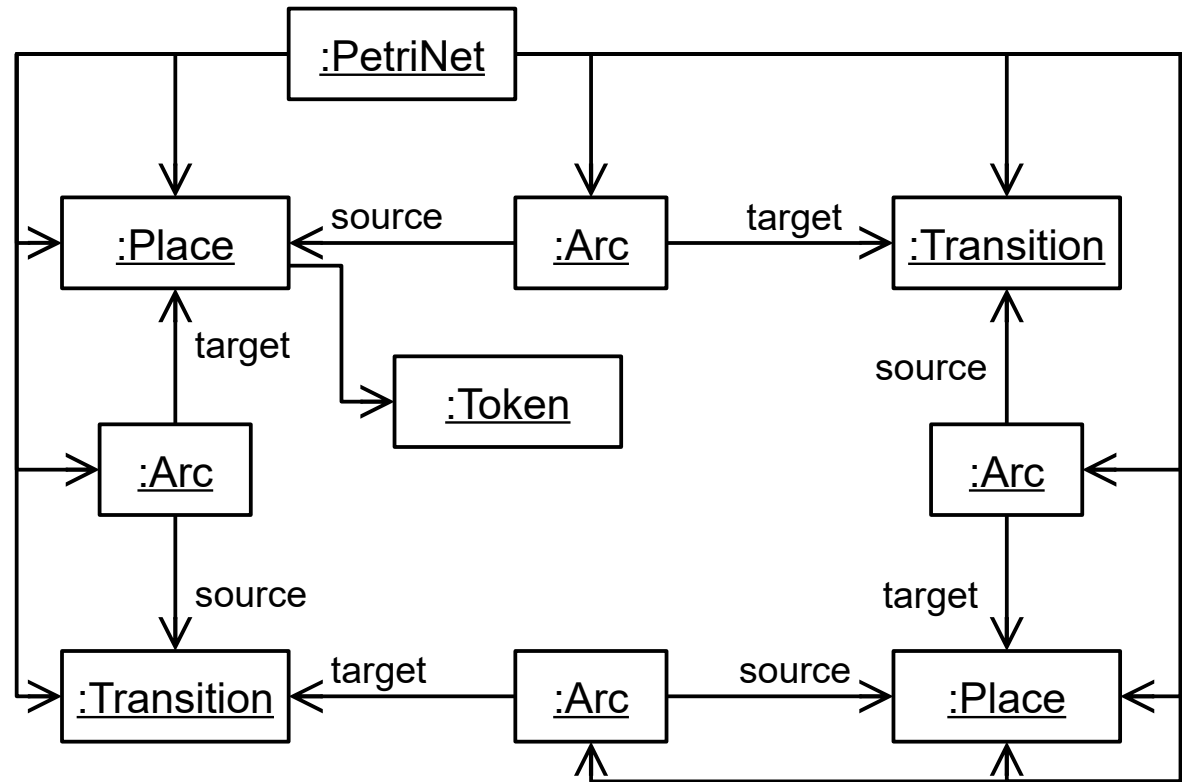 :PetriNet
source
target
:Place
:Arc
:Transition
target
source
:Token
:Arc
:Arc
source
target
target
source
:Transition
:Arc
:Place